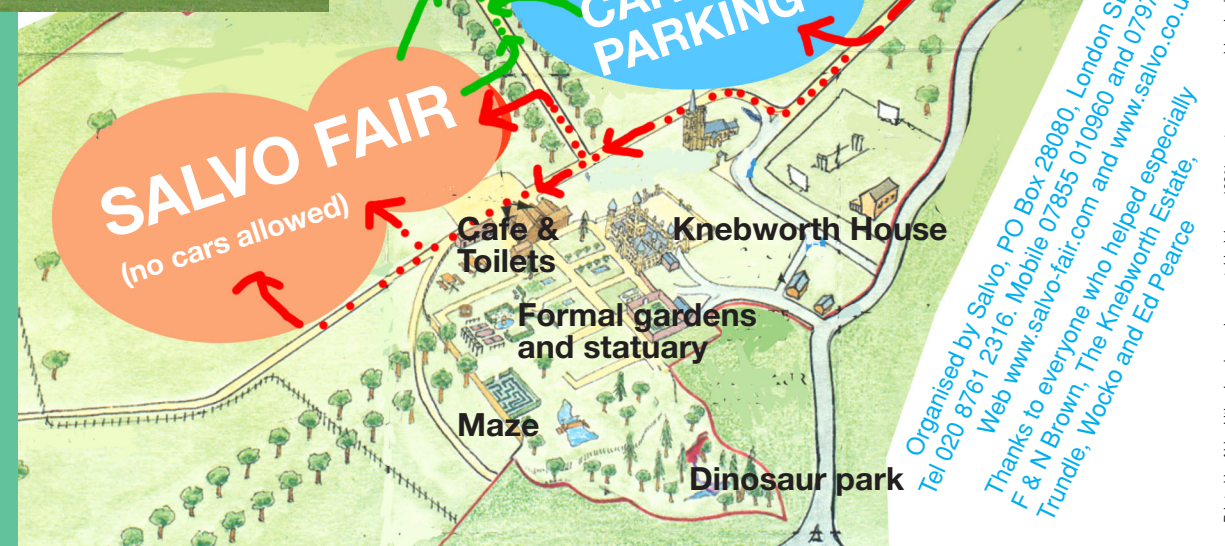 CAR
PARKING
SALVO FAIR
(no cars allowed)
Cafe &
Toilets
Knebworth House
Formal gardens
and statuary
Maze
Dinosaur park
Organised by Salvo, PO Box 28080, London
Tel 020 8761 2316. Mobile 07855 010960 and 0797
Web www.salvo-fair.com and www.salvo.co.u
Thanks to everyone who helped especially
F & N Brown, The Knebworth Estate,
Trundle, Wocko and Ed Pearce